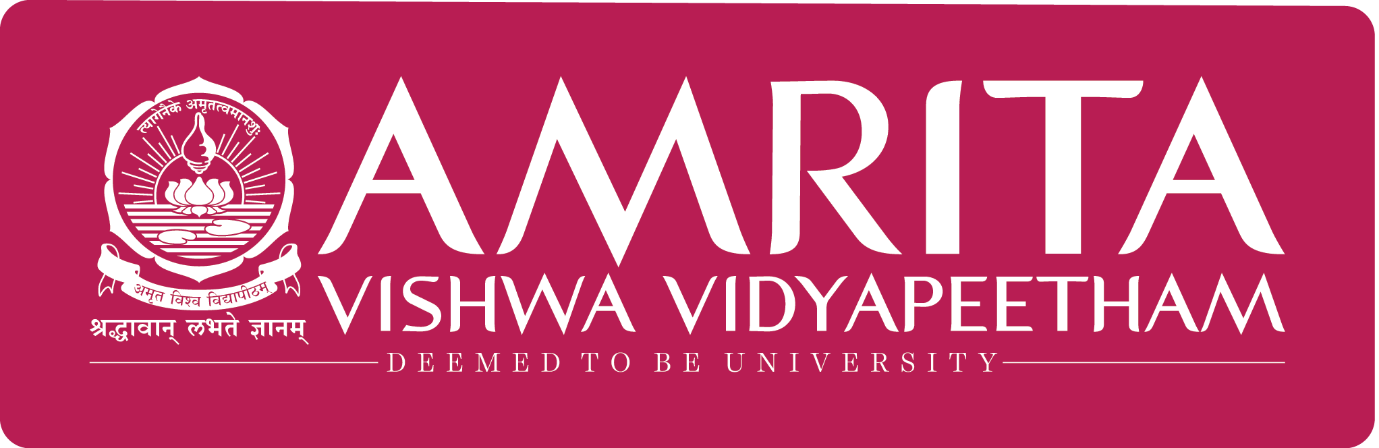 त्यागेनैके अमृतत्वमानशुः
अमृत विश्व विद्यापीठम्
श्रद्धावान् लभते ज्ञानम्
AMRITA
VISHWA VIDYAPEETHAM
DEEMED TO BE UNIVERSITY